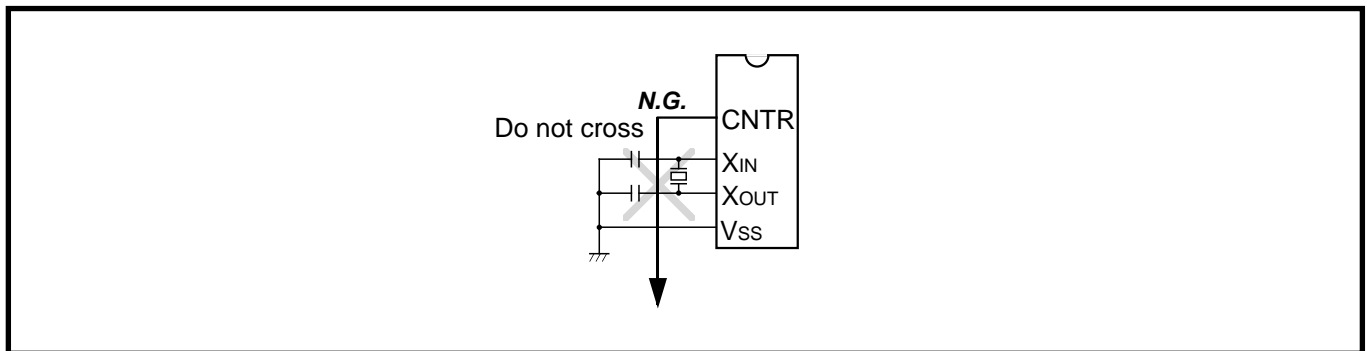 N.G.
Do not cross
CNTR
XIN
XOUT
VSS